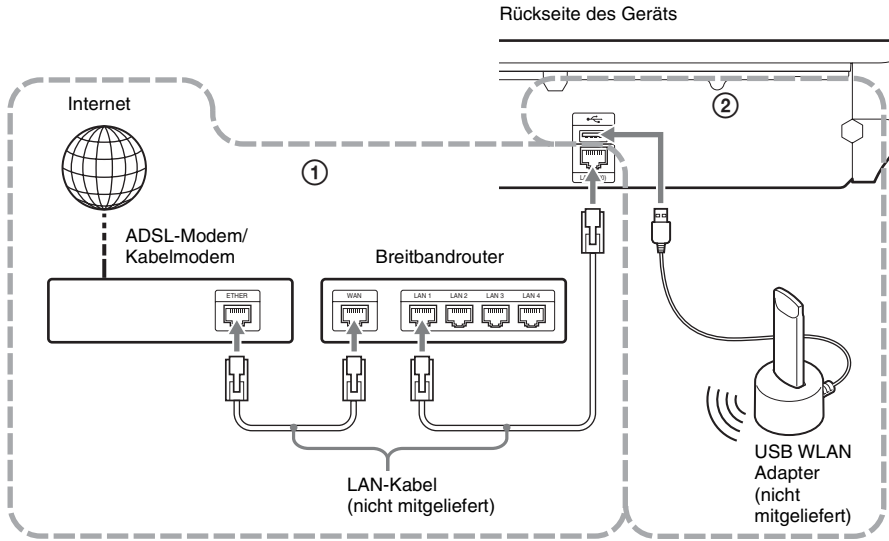 Rückseite des Geräts
Internet
①
②
ADSL-Modem/
Kabelmodem
Breitbandrouter
ETHER
WAN
LAN 1
LAN 2
LAN 3
LAN 4
LAN-Kabel
(nicht mitgeliefert)
USB WLAN
Adapter
(nicht
mitgeliefert)